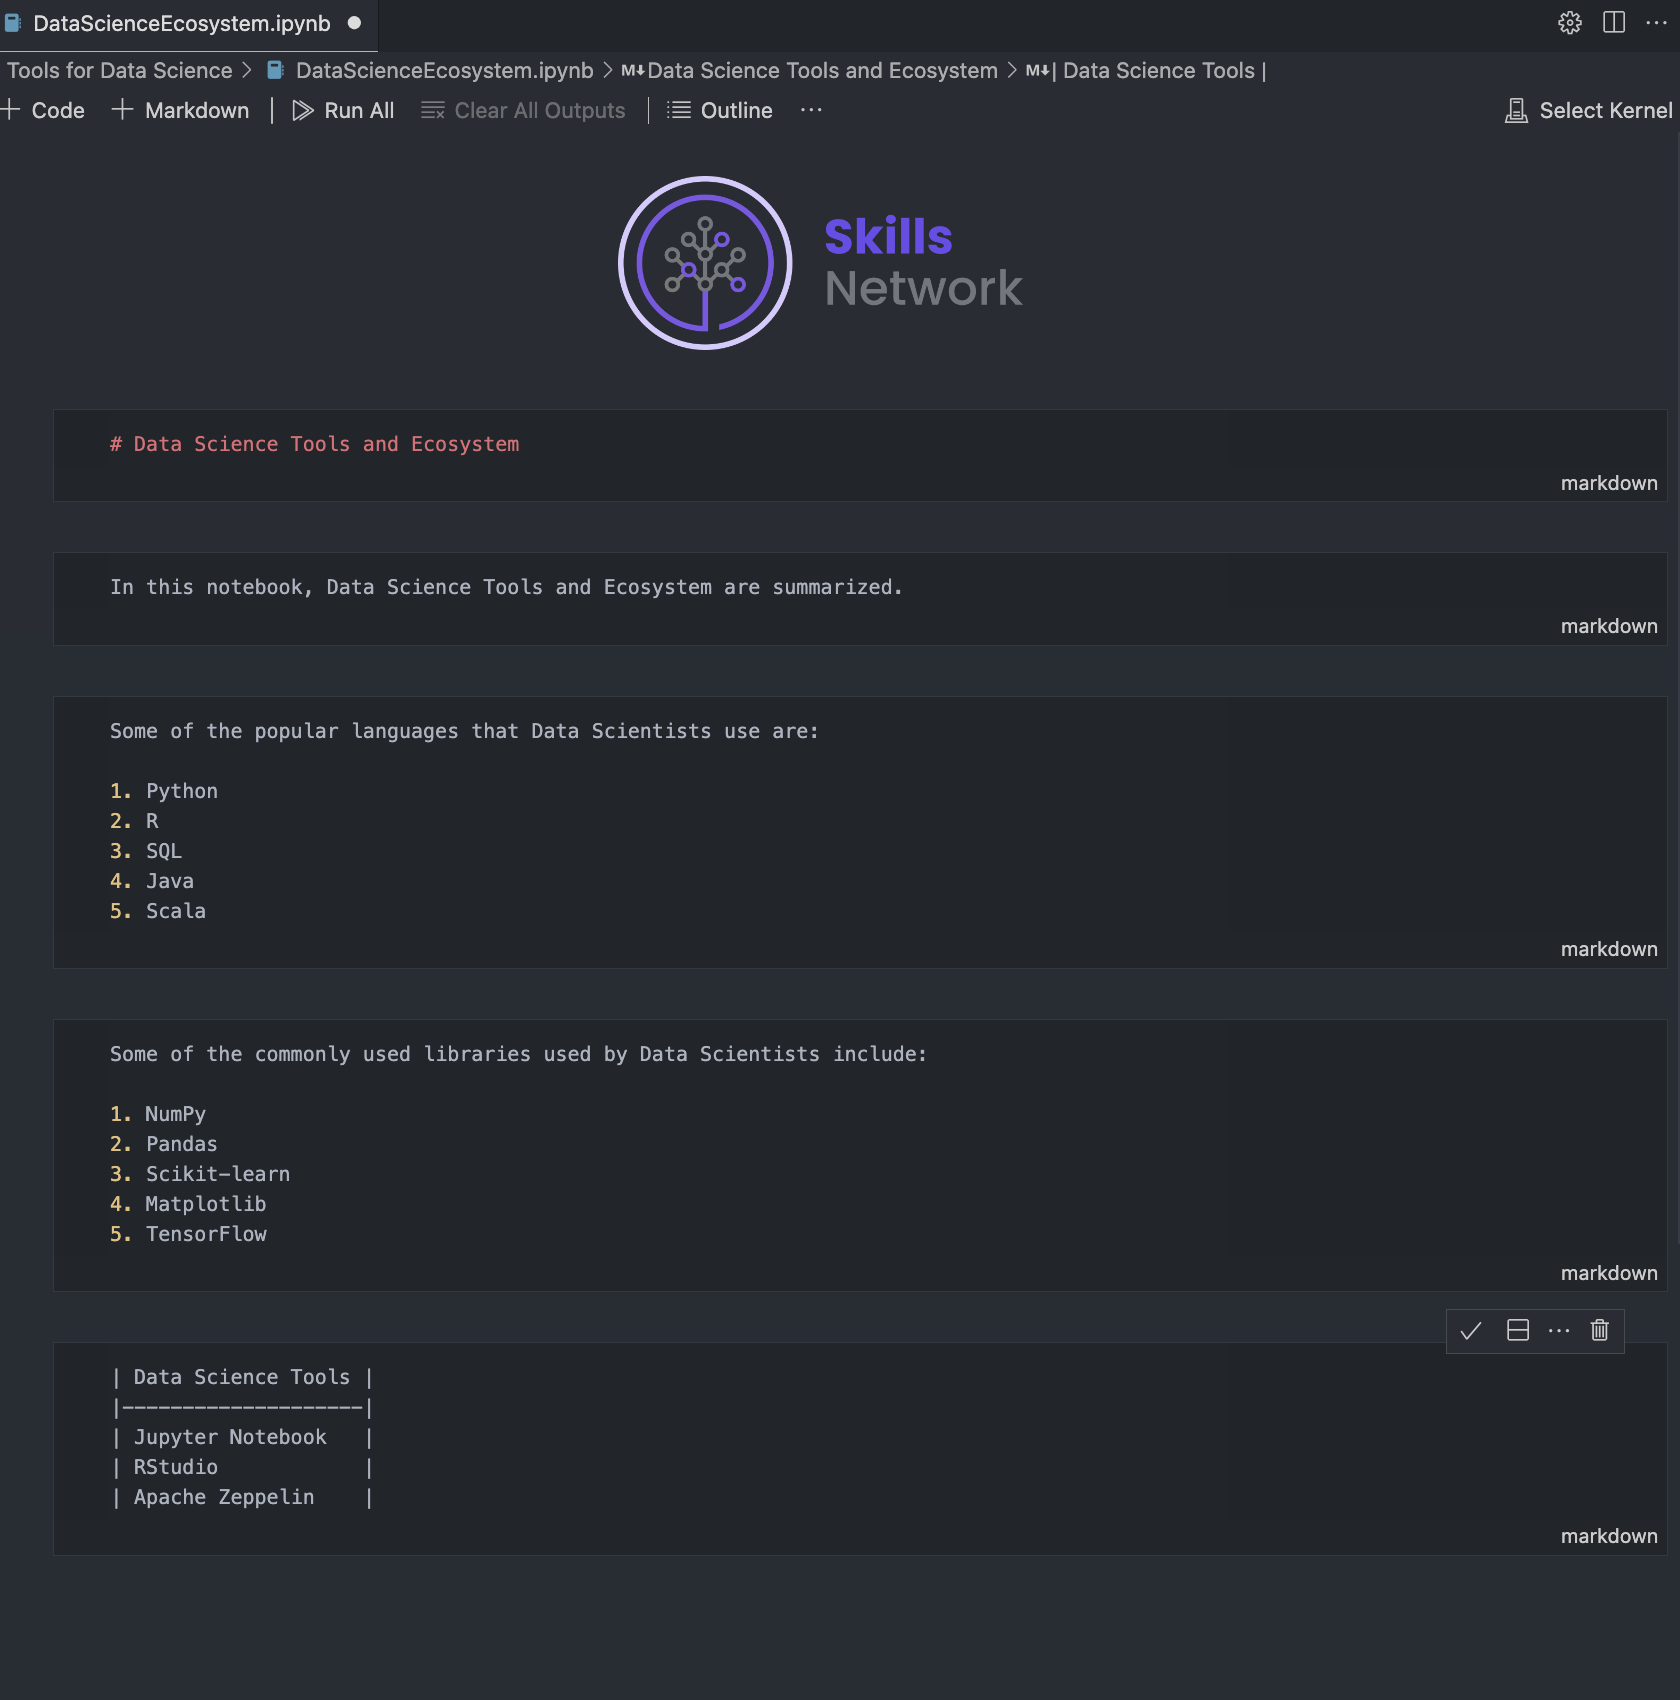 DataScienceEcosystem.ipynb
Tools for Data Science > DataScienceEcosystem.ipynb > M↓Data Science Tools and Ecosystem > M↓| Data Science Tools |
+ Code + Markdown | Run All Clear All Outputs | Outline ··· Select Kernel
Skills
Network
# Data Science Tools and Ecosystem
markdown
In this notebook, Data Science Tools and Ecosystem are summarized.
markdown
Some of the popular languages that Data Scientists use are:
1. Python
2. R
3. SQL
4. Java
5. Scala
markdown
Some of the commonly used libraries used by Data Scientists include:
1. NumPy
2. Pandas
3. Scikit-learn
4. Matplotlib
5. TensorFlow
markdown
| Data Science Tools |
|--------------------|
| Jupyter Notebook   |
| RStudio            |
| Apache Zeppelin    |
markdown